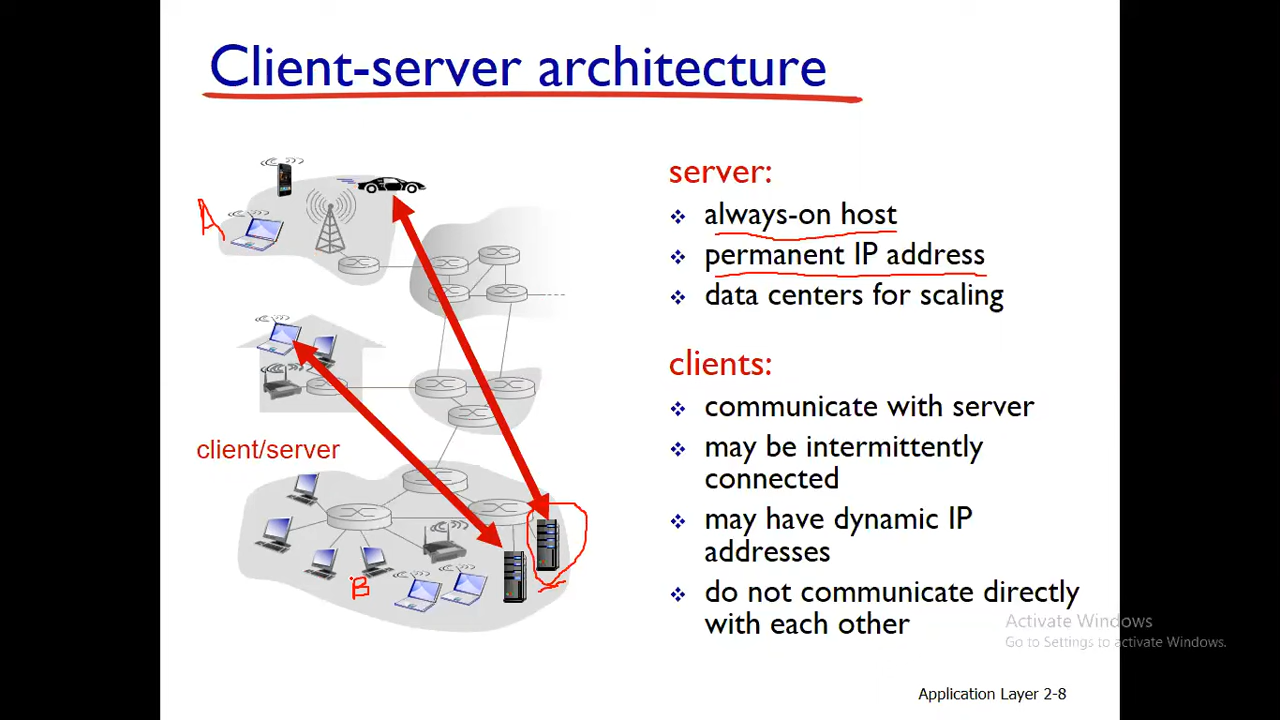 Client-server architecture
A
client/server
B
server:
always-on host
permanent IP address
data centers for scaling
clients:
communicate with server
may be intermittently
connected
may have dynamic IP
addresses
do not communicate directly
with each other
Activate Windows
Go to Settings to activate Windows.
Application Layer 2-8